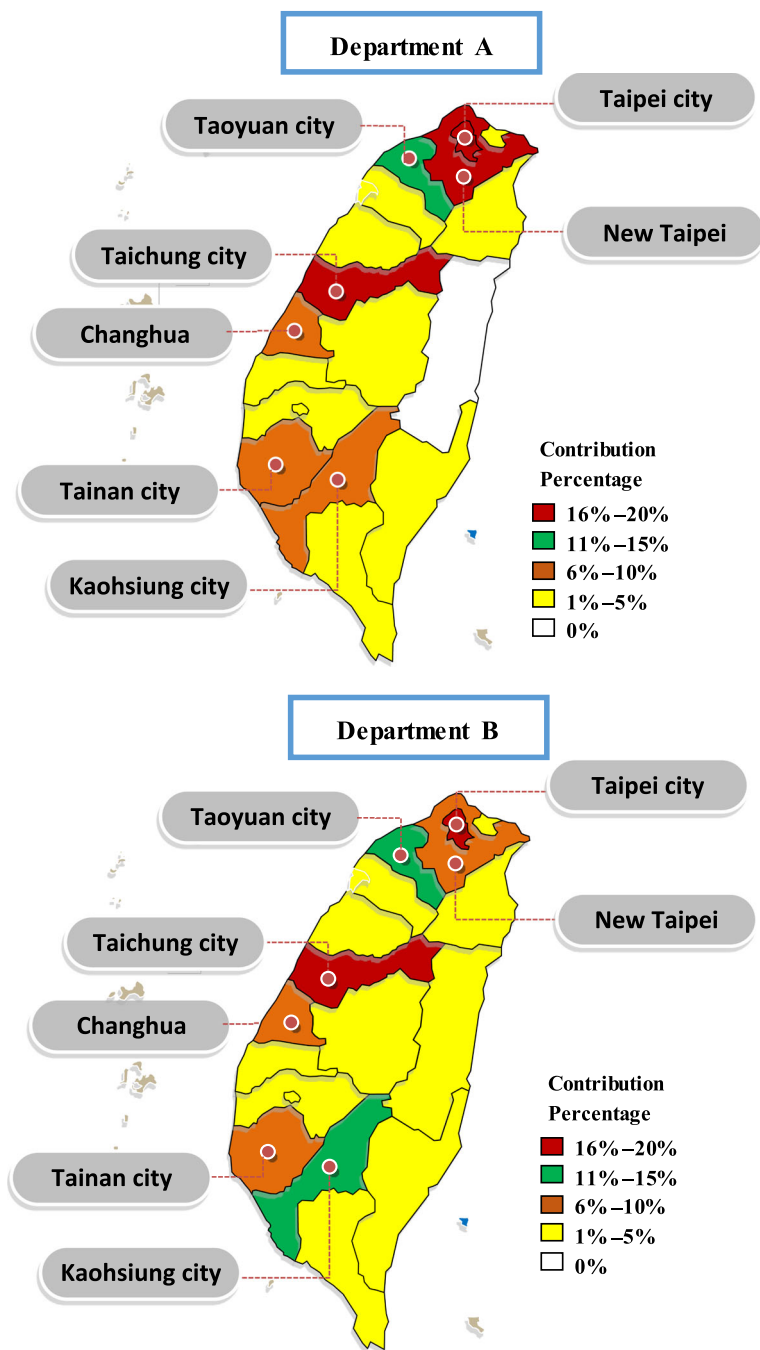 Department A
Taipei city
Taoyuan city
New Taipei
Taichung city
Changhua
Contribution
Percentage
Tainan city
16%–20%
11%–15%
Kaohsiung city
6%–10%
1%–5%
0%
Department B
Taipei city
Taoyuan city
New Taipei
Taichung city
Changhua
Contribution
Percentage
16%–20%
Tainan city
11%–15%
6%–10%
1%–5%
Kaohsiung city
0%